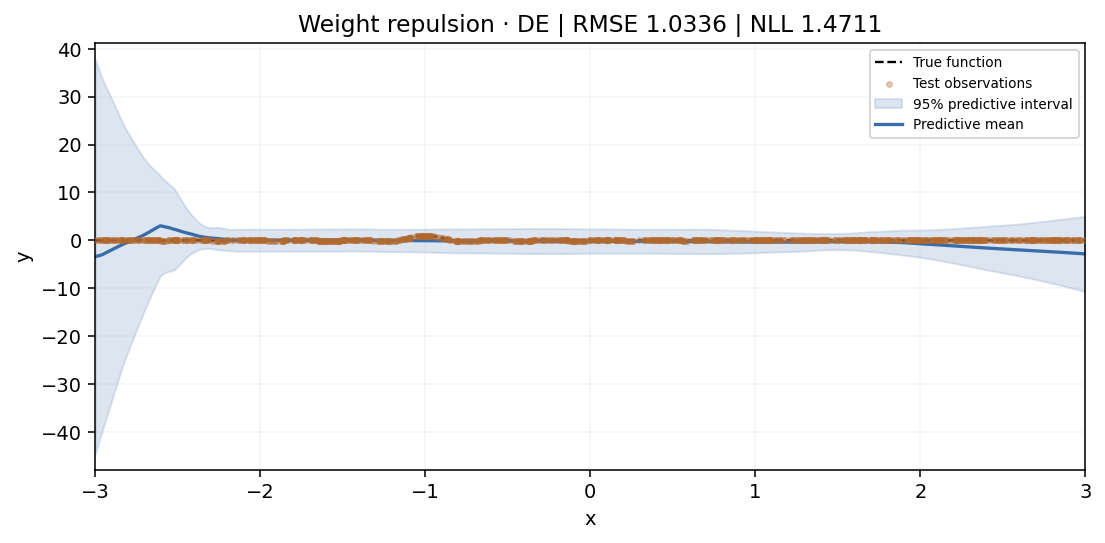 Weight repulsion · DE | RMSE 1.0336 | NLL 1.4711
True function
Test observations
95% predictive interval
Predictive mean
y
40
30
20
10
0
−10
−20
−30
−40
−3
−2
−1
0
1
2
3
x